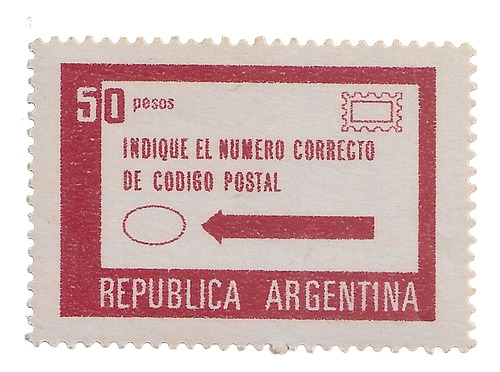 50 pesos
INDIQUE EL NUMERO CORRECTO
DE CODIGO POSTAL
REPUBLICA ARGENTINA